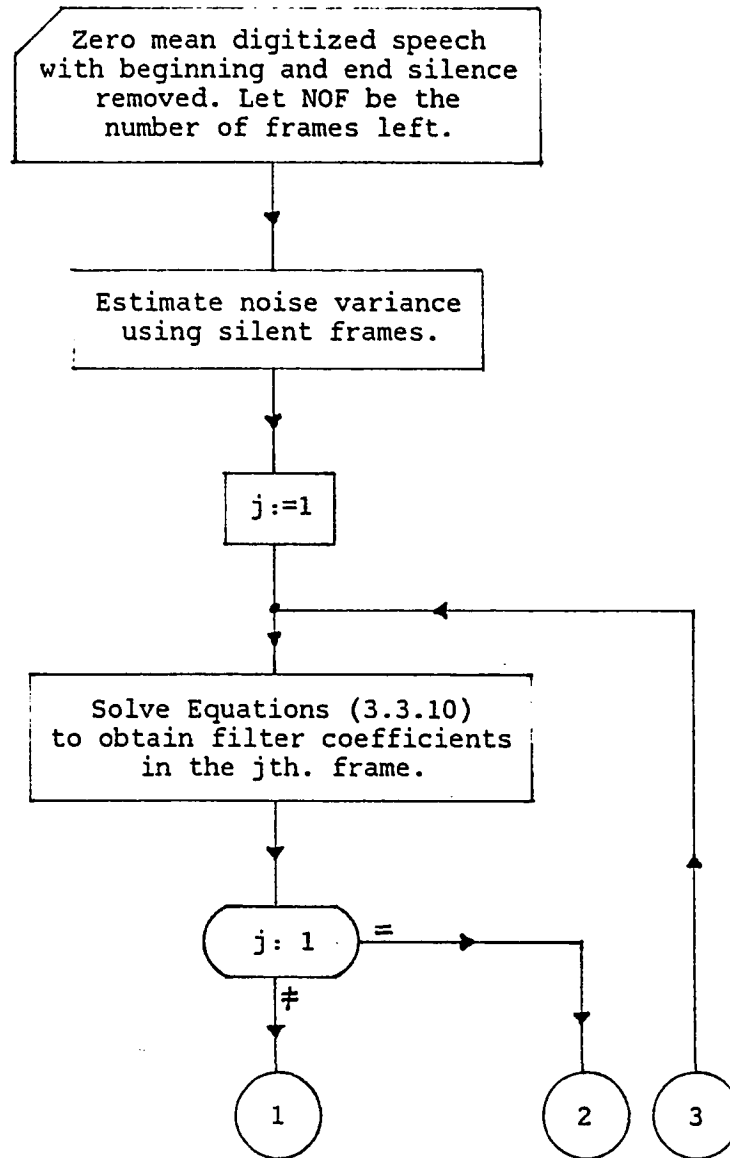 Zero mean digitized speech
with beginning and end silence
removed. Let NOF be the
number of frames left.
Estimate noise variance
using silent frames.
j:=1
Solve Equations (3.3.10)
to obtain filter coefficients
in the jth. frame.
j: 1
=
≠
1
2
3